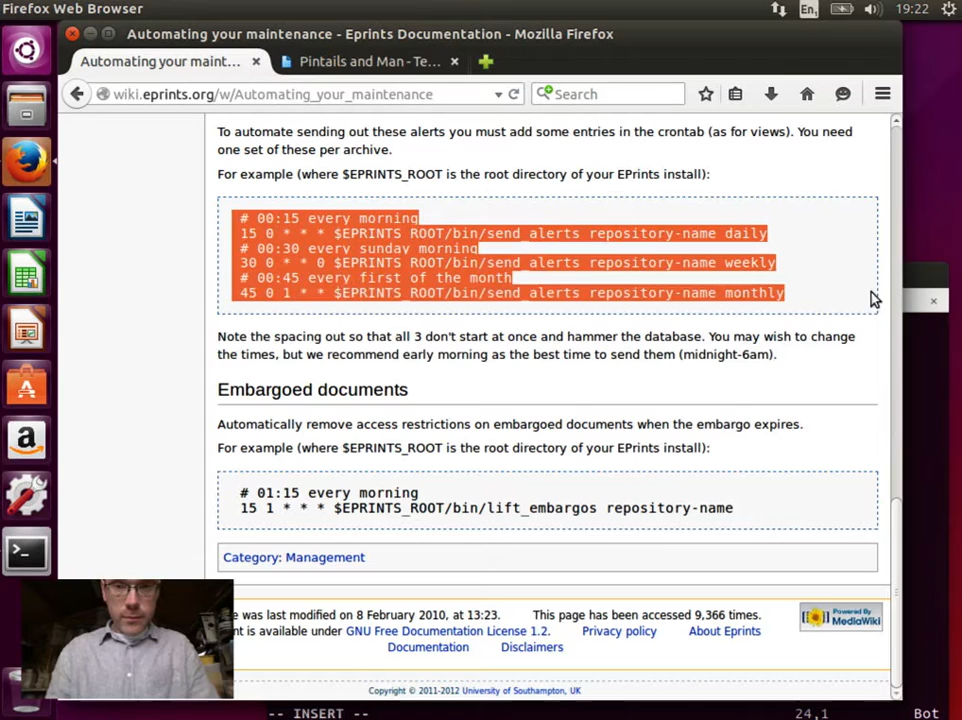 Firefox Web Browser
En
19:22
Automating your maintenance - Eprints Documentation - Mozilla Firefox
Automating your maint...
Pintails and Man - Te...
wiki.eprints.org/w/Automating_your_maintenance
Search
To automate sending out these alerts you must add some entries in the crontab (as for views). You need
one set of these per archive.
For example (where $EPRINTS_ROOT is the root directory of your EPrints install):
# 00:15 every morning
15 0 * * * $EPRINTS_ROOT/bin/send_alerts repository-name daily
# 00:30 every sunday morning
30 0 * * 0 $EPRINTS_ROOT/bin/send_alerts repository-name weekly
# 00:45 every first of the month
45 0 1 * * $EPRINTS_ROOT/bin/send_alerts repository-name monthly
Note the spacing out so that all 3 don't start at once and hammer the database. You may wish to change
the times, but we recommend early morning as the best time to send them (midnight-6am).
Embargoed documents
Automatically remove access restrictions on embargoed documents when the embargo expires.
For example (where $EPRINTS_ROOT is the root directory of your EPrints install):
# 01:15 every morning
15 1 * * * $EPRINTS_ROOT/bin/lift_embargos repository-name
Category: Management
e was last modified on 8 February 2010, at 13:23. This page has been accessed 9,366 times.
nt is available under GNU Free Documentation License 1.2. Privacy policy About Eprints
Documentation Disclaimers
Powered By
MediaWiki
Copyright © 2011-2012 University of Southampton, UK
-- INSERT -- 24,1 Bot